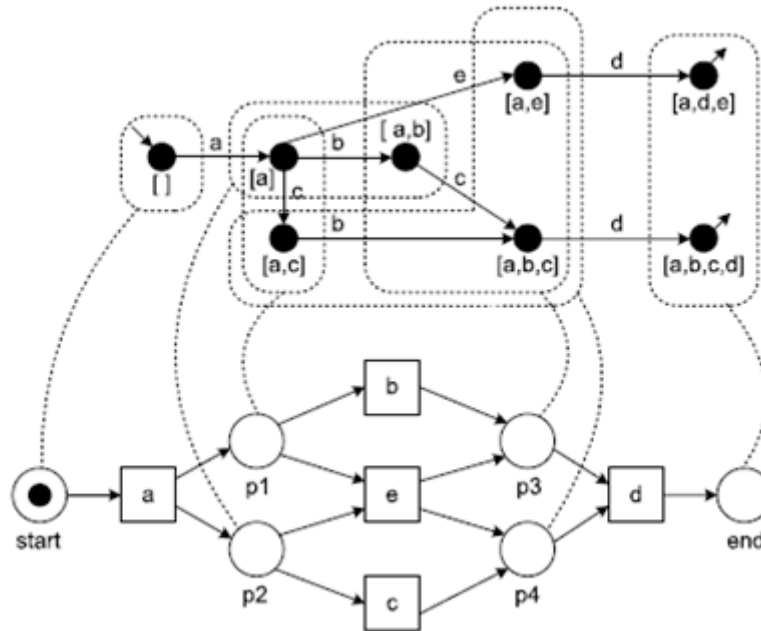 e d
[a,e] [a,d,e]
a b [ a,b]
[ ] [a] c c
b d
[a,c] [a,b,c] [a,b,c,d]
b
a p1 e p3 d
start p2 c p4 end